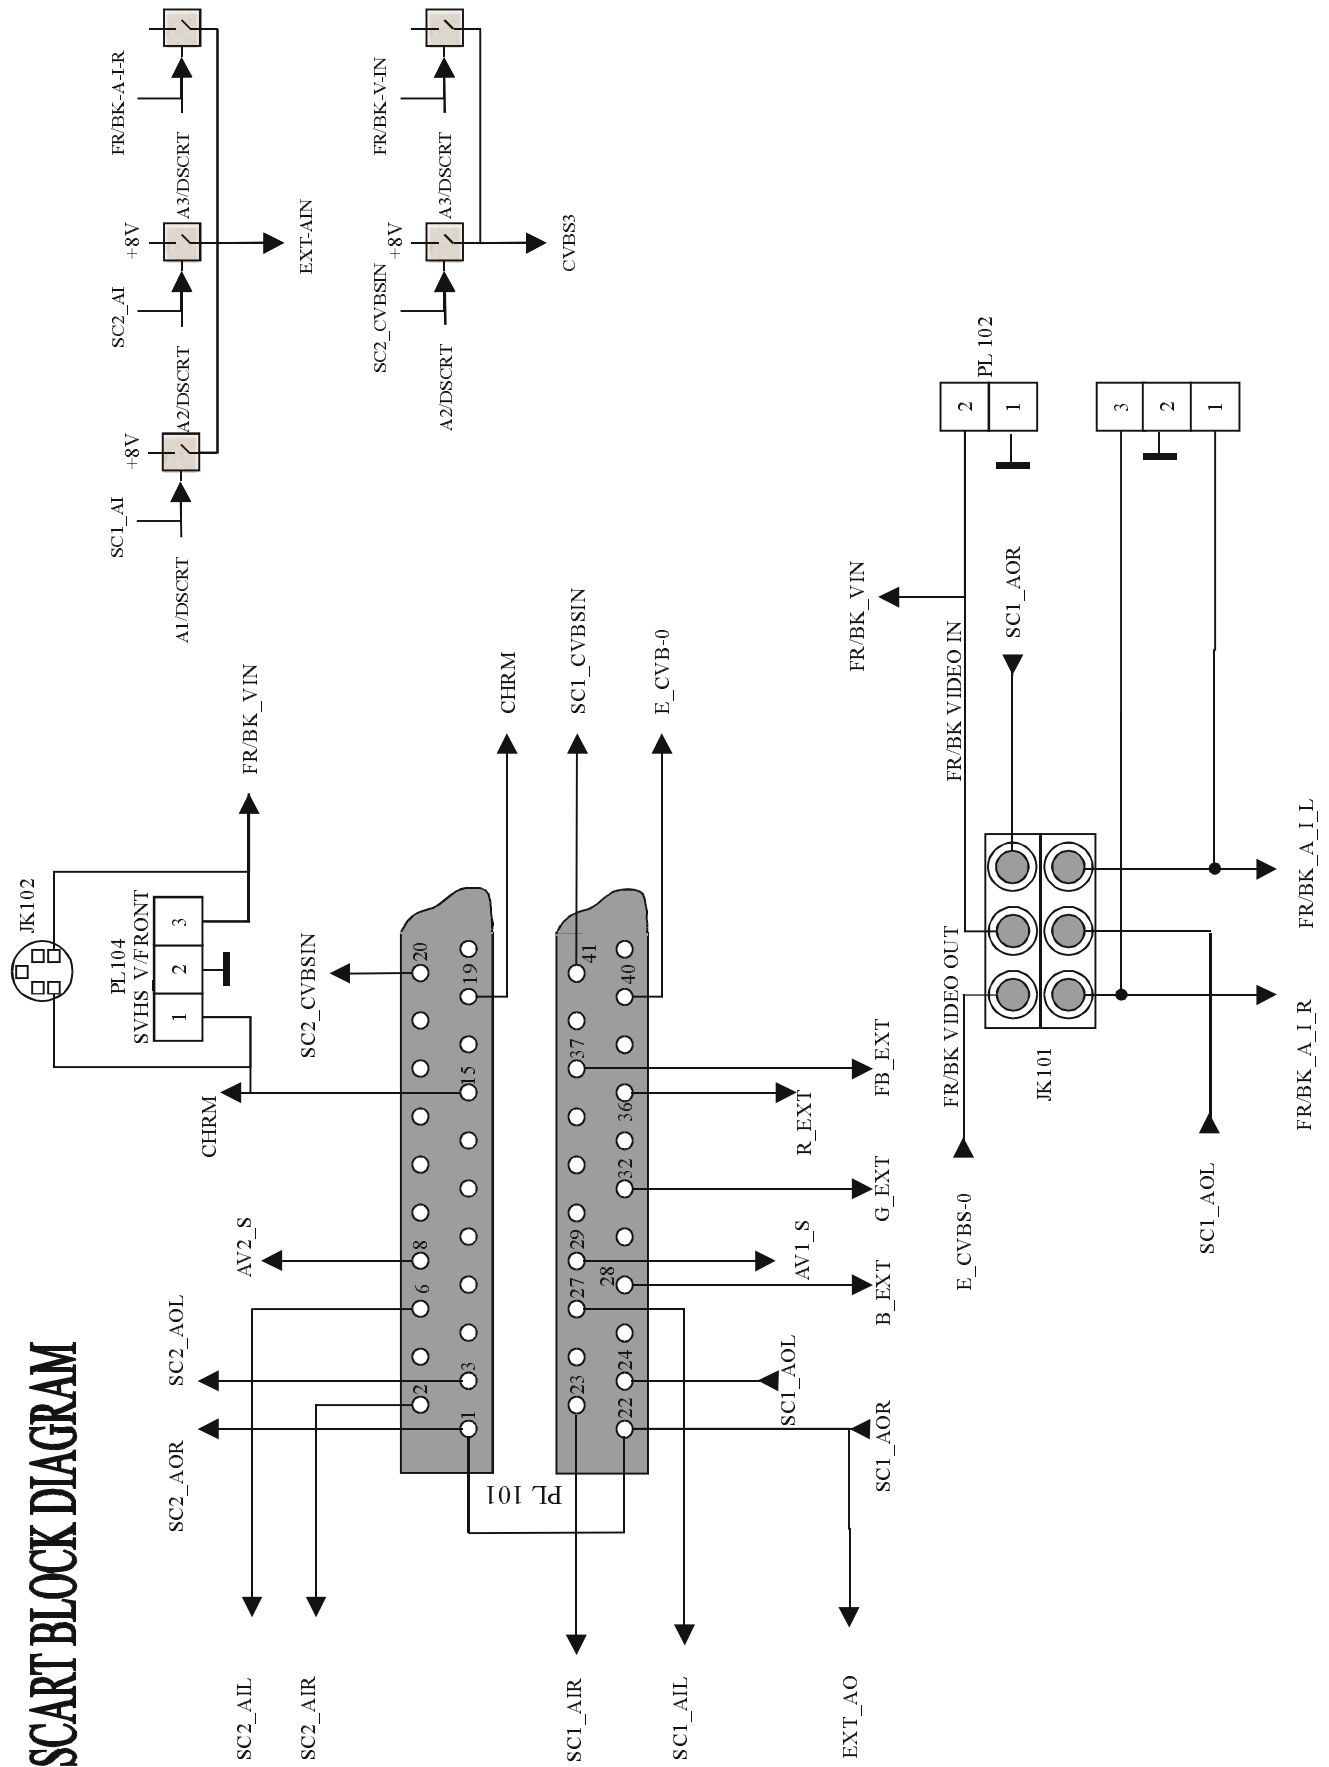 SCART BLOCK DIAGRAM
SC2_AIL
SC2_AIR
SC1_AIR
SC1_AIL
EXT_AO
SC2_AOR
SC2_AOL
AV2_S
CHRM
SC2_CVBSIN
PL 101
1
2
3
6
8
15
19
20
22
23
24
27
28
29
32
36
37
40
41
SC1_AOR
SC1_AOL
B_EXT
AV1_S
G_EXT
R_EXT
FB_EXT
CHRM
SC1_CVBSIN
E_CVB-0
JK102
PL104
SVHS_V/FRONT
1
2
3
FR/BK_VIN
SC1_AI
A1/DSCRT
+8V
SC2_AI
A2/DSCRT
+8V
FR/BK-A-I-R
A3/DSCRT
EXT-AIN
SC2_CVBSIN
A2/DSCRT
+8V
FR/BK-V-IN
A3/DSCRT
CVBS3
E_CVBS-0
FR/BK VIDEO OUT
FR/BK VIDEO IN
FR/BK_VIN
SC1_AOR
JK101
SC1_AOL
FR/BK_A_I_R
FR/BK_A_I_L
PL 102
2
1
3
2
1